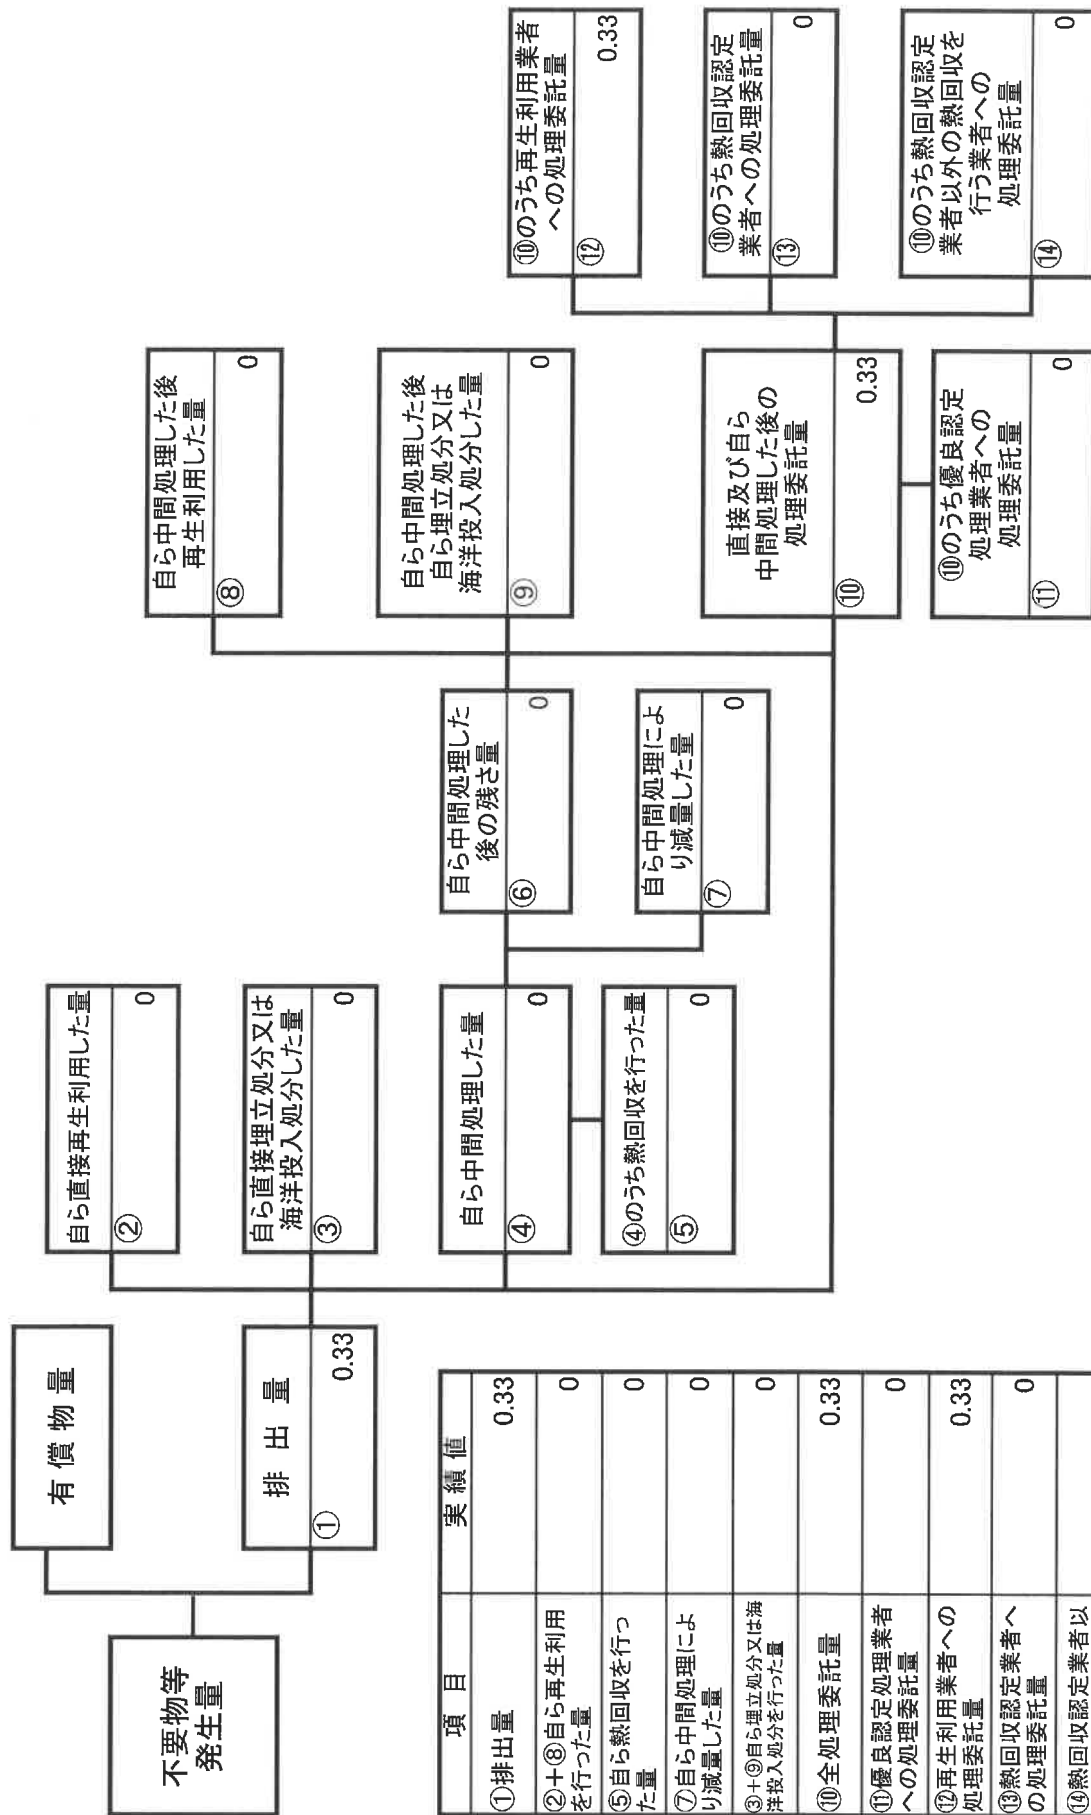 不要物等
発生量
有償物量
排出量
①
0.33
自ら直接再生利用した量
②
0
自ら直接埋立処分又は
海洋投入処分した量
③
0
自ら中間処理した量
④
0
④のうち熱回収を行った量
⑤
0
自ら中間処理した
後の残さ量
⑥
0
自ら中間処理によ
り減量した量
⑦
0
自ら中間処理した後
再生利用した量
⑧
0
自ら中間処理した後
自ら埋立処分又は
海洋投入処分した量
⑨
0
直接及び自ら
中間処理した後の
処理委託量
⑩
0.33
⑩のうち優良認定
処理業者への
処理委託量
⑪
0
⑩のうち再生利用業者
への処理委託量
⑫
0.33
⑩のうち熱回収認定
業者への処理委託量
⑬
0
⑩のうち熱回収認定
業者以外の熱回収を
行う業者への
処理委託量
⑭
0
項目 実績値
①排出量 0.33
②+⑧自ら再生利用
を行った量 0
⑤自ら熱回収を行っ
た量 0
⑦自ら中間処理によ
り減量した量 0
③+⑨自ら埋立処分又は海
洋投入処分を行った量 0
⑩全処理委託量 0.33
⑪優良認定処理業者
への処理委託量 0
⑫再生利用業者への
処理委託量 0.33
⑬熱回収認定業者へ
の処理委託量 0
⑭熱回収認定業者以